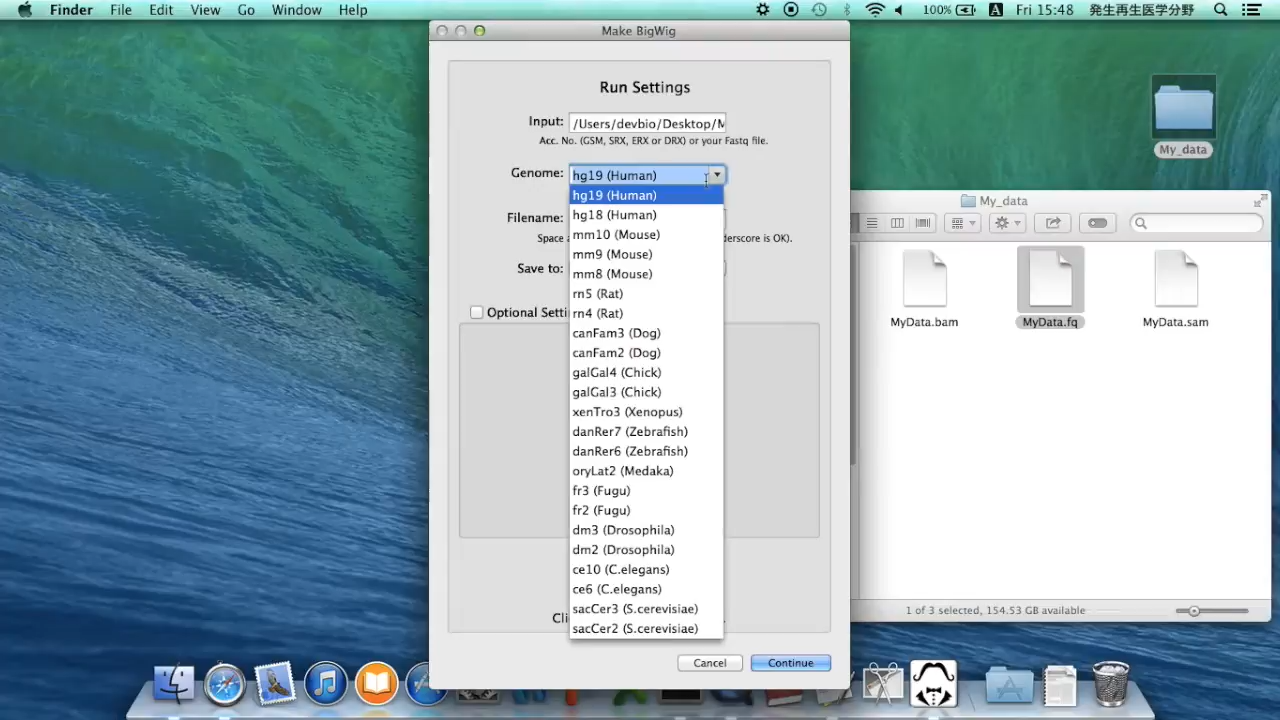 Finder File Edit View Go Window Help 100% A Fri 15:48 発生再生医学分野
Make BigWig
Run Settings
Input: /Users/devbio/Desktop/M
Acc. No. (GSM, SRX, ERX or DRX) or your Fastq file.
Genome: hg19 (Human)
hg19 (Human)
hg18 (Human)
mm10 (Mouse)
mm9 (Mouse)
mm8 (Mouse)
rn5 (Rat)
rn4 (Rat)
canFam3 (Dog)
canFam2 (Dog)
galGal4 (Chick)
galGal3 (Chick)
xenTro3 (Xenopus)
danRer7 (Zebrafish)
danRer6 (Zebrafish)
oryLat2 (Medaka)
fr3 (Fugu)
fr2 (Fugu)
dm3 (Drosophila)
dm2 (Drosophila)
ce10 (C.elegans)
ce6 (C.elegans)
sacCer3 (S.cerevisiae)
sacCer2 (S.cerevisiae)
Filename:
Space a
derscore is OK).
Save to:
Optional Setti
Cli
Cancel Continue
My_data
My_data
MyData.bam MyData.fq MyData.sam
1 of 3 selected, 154.53 GB available